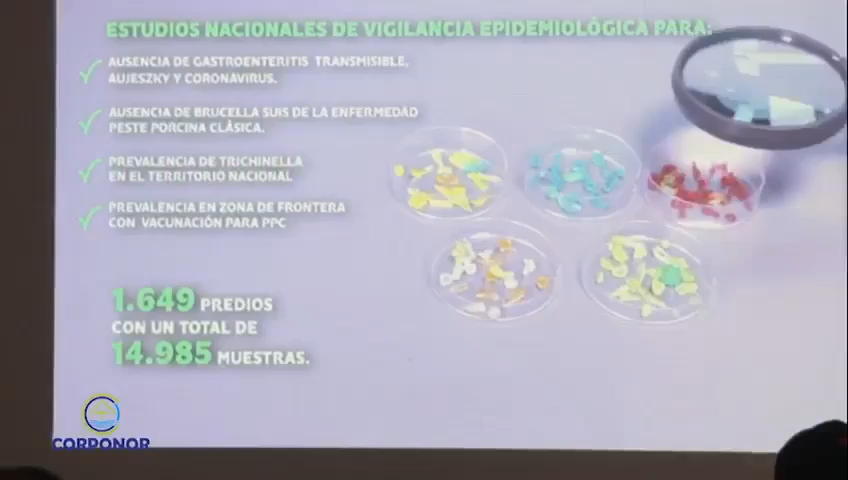 ESTUDIOS NACIONALES DE VIGILANCIA EPIDEMIOLÓGICA PARA:
AUSENCIA DE GASTROENTERITIS TRANSMISIBLE,
AUJESZKY Y CORONAVIRUS.
AUSENCIA DE BRUCELLA SUIS DE LA ENFERMEDAD
PESTE PORCINA CLÁSICA.
PREVALENCIA DE TRICHINELLA
EN EL TERRITORIO NACIONAL
PREVALENCIA EN ZONA DE FRONTERA
CON VACUNACIÓN PARA PPC
1.649 PREDIOS
CON UN TOTAL DE
14.985 MUESTRAS.
CORPONOR